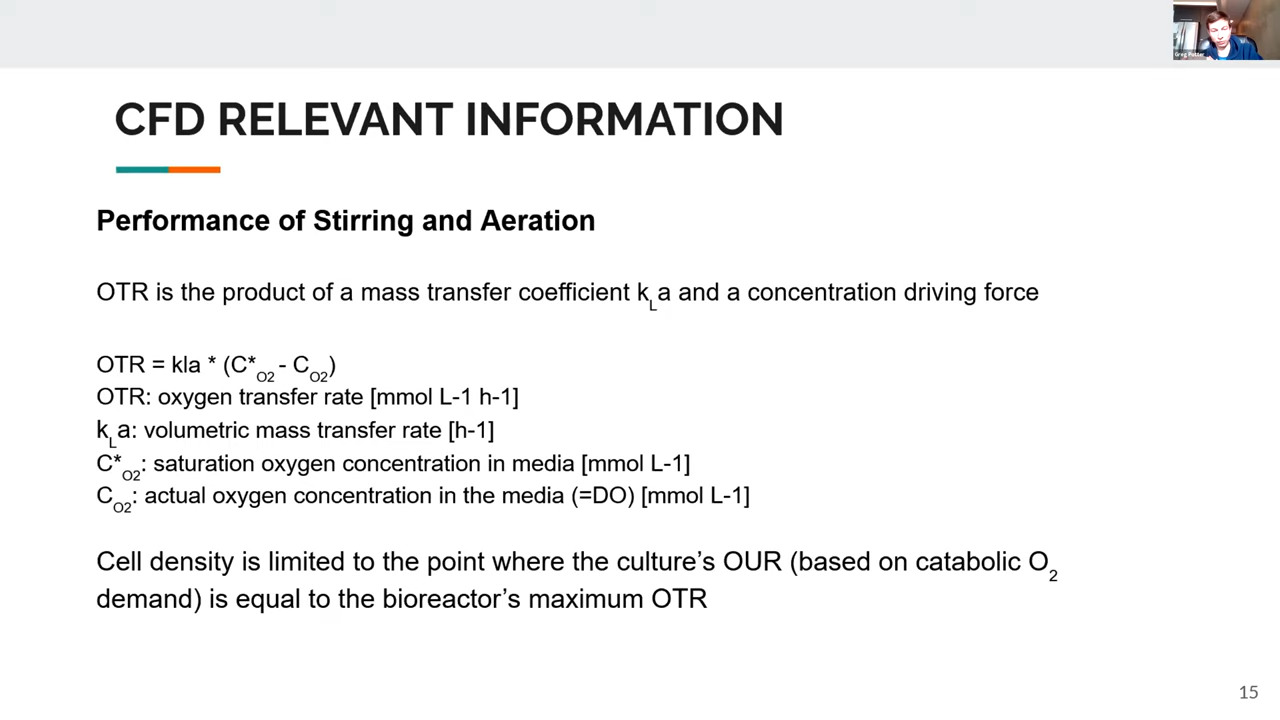 CFD RELEVANT INFORMATION
Performance of Stirring and Aeration
OTR is the product of a mass transfer coefficient kLa and a concentration driving force
OTR = kla * (C*O2 - CO2)
OTR: oxygen transfer rate [mmol L-1 h-1]
kLa: volumetric mass transfer rate [h-1]
C*O2: saturation oxygen concentration in media [mmol L-1]
CO2: actual oxygen concentration in the media (=DO) [mmol L-1]
Cell density is limited to the point where the culture's OUR (based on catabolic O2
demand) is equal to the bioreactor's maximum OTR
15
Greg